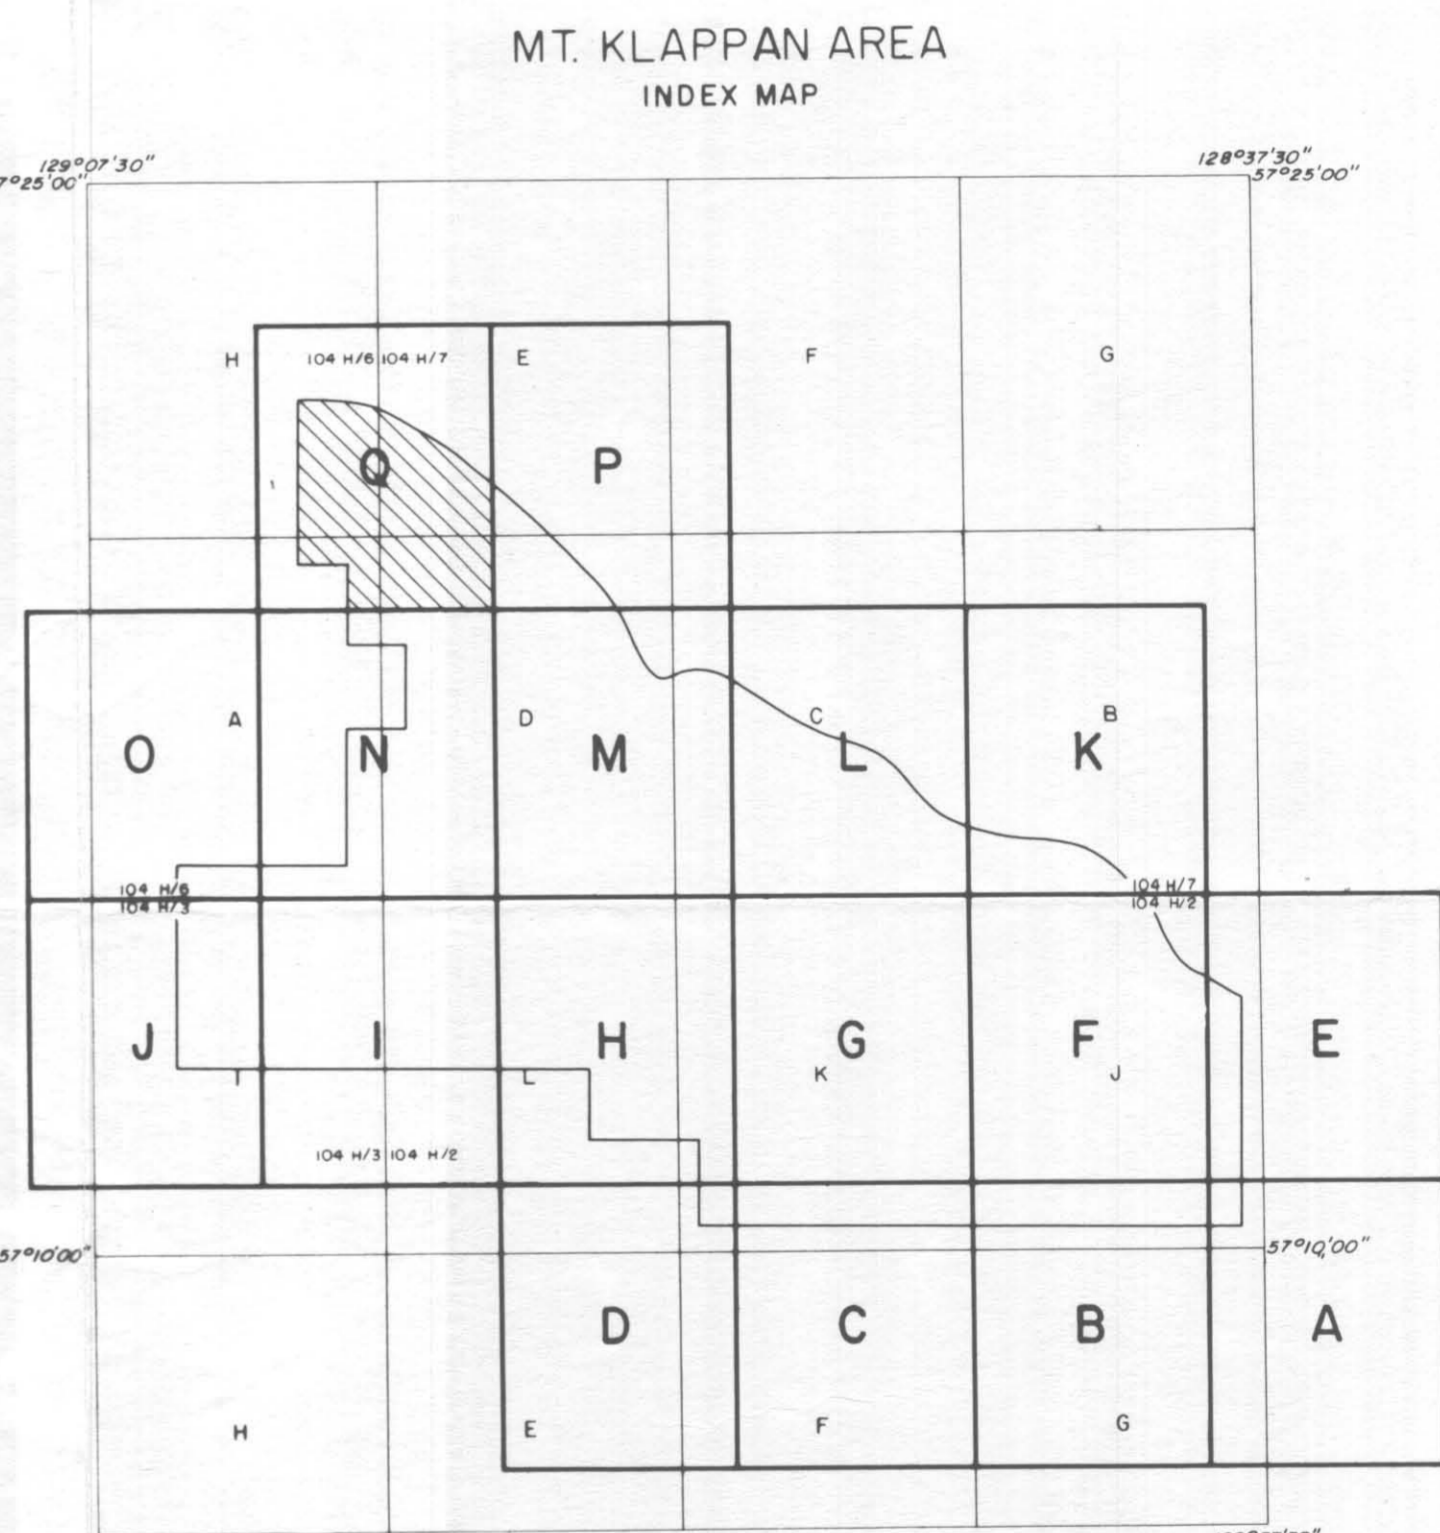 MT. KLAPPAN AREA
INDEX MAP
129°07'30"
128°37'30"
7°25'00"
57°25'00"
H
104 H/6 104 H/7
E
F
G
Q
P
A
D
C
B
O
N
M
L
K
104 H/6
104 H/7
104 H/3
104 H/2
J
I
H
G
F
E
I
L
K
J
104 H/3 104 H/2
57°10'00"
57°10'00"
D
C
B
A
H
E
F
G